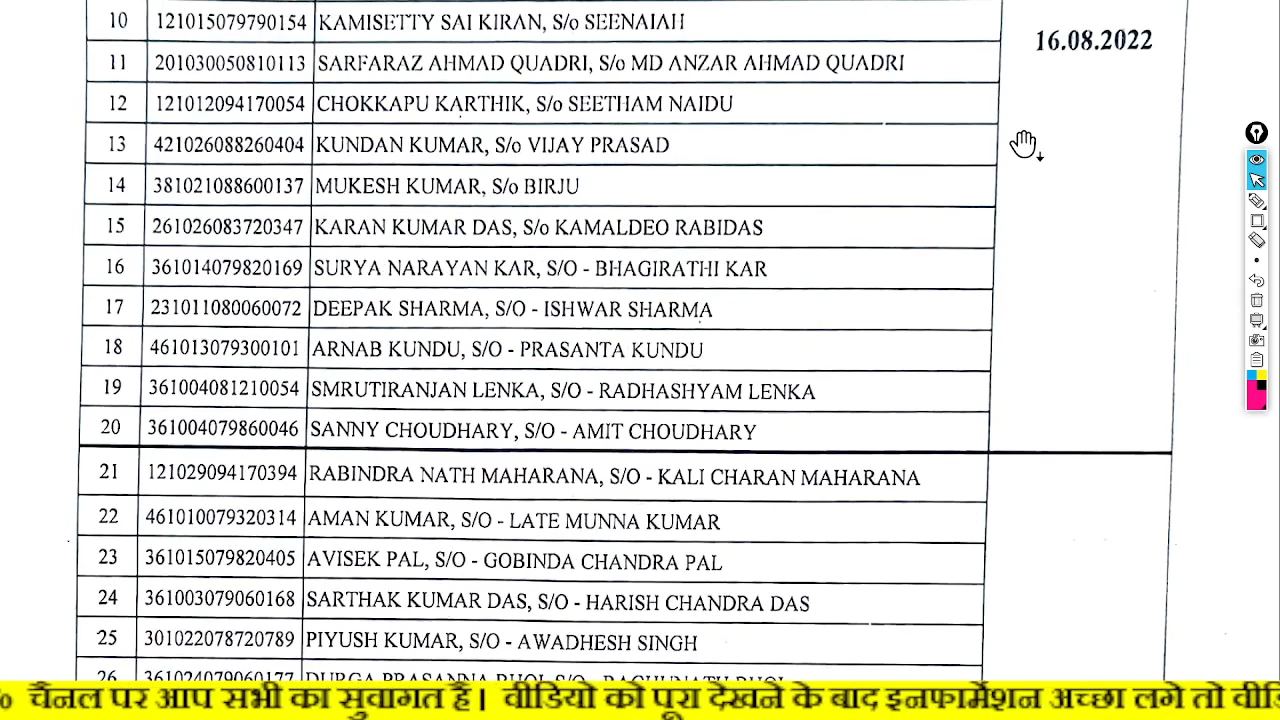 10 121015079790154 KAMISETTY SAI KIRAN, S/o SEENAIAH
16.08.2022
11 201030050810113 SARFARAZ AHMAD QUADRI, S/o MD ANZAR AHMAD QUADRI
12 121012094170054 CHOKKAPU KARTHIK, S/o SEETHAM NAIDU
13 421026088260404 KUNDAN KUMAR, S/o VIJAY PRASAD
14 381021088600137 MUKESH KUMAR, S/o BIRJU
15 261026083720347 KARAN KUMAR DAS, S/o KAMALDEO RABIDAS
16 361014079820169 SURYA NARAYAN KAR, S/O - BHAGIRATHI KAR
17 231011080060072 DEEPAK SHARMA, S/O - ISHWAR SHARMA
18 461013079300101 ARNAB KUNDU, S/O - PRASANTA KUNDU
19 361004081210054 SMRUTIRANJAN LENKA, S/O - RADHASHYAM LENKA
20 361004079860046 SANNY CHOUDHARY, S/O - AMIT CHOUDHARY
21 121029094170394 RABINDRA NATH MAHARANA, S/O - KALI CHARAN MAHARANA
22 461010079320314 AMAN KUMAR, S/O - LATE MUNNA KUMAR
23 361015079820405 AVISEK PAL, S/O - GOBINDA CHANDRA PAL
24 361003079060168 SARTHAK KUMAR DAS, S/O - HARISH CHANDRA DAS
25 301022078720789 PIYUSH KUMAR, S/O - AWADHESH SINGH
26 361024079060177 DURGA PRASANNA BHOI, S/O - RAGHUNATH BHOI
% चैनल पर आप सभी का सुवागत है। वीडियो को पूरा देखने के बाद इनफार्मेशन अच्छा लगे तो